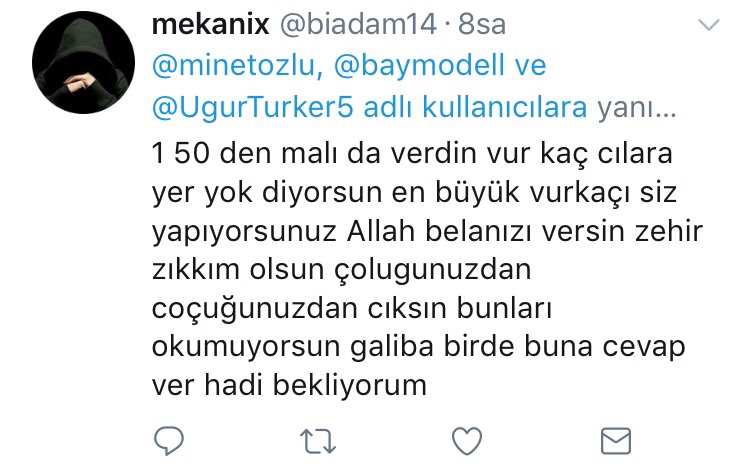 mekanix @biadam14 · 8sa
@minetozlu, @baymodell ve
@UgurTurker5 adlı kullanıcılara yanı...
1 50 den malı da verdin vur kaç cılara
yer yok diyorsun en büyük vurkaçı siz
yapıyorsunuz Allah belanızı versin zehir
zıkkım olsun çolugunuzdan
coçuğunuzdan cıksın bunları
okumuyorsun galiba birde buna cevap
ver hadi bekliyorum